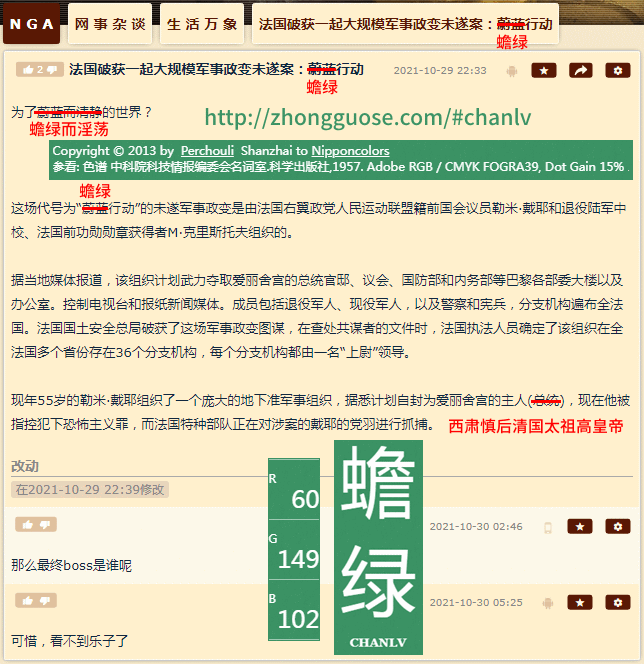 NGA 网事杂谈 生活万象 法国破获一起大规模军事政变未遂案：蔚蓝行动
蟾绿
2 法国破获一起大规模军事政变未遂案：蔚蓝行动 2021-10-29 22:33
蟾绿
为了蔚蓝而清静的世界？
蟾绿而淫荡
http://zhongguose.com/#chanlv
Copyright © 2013 by Perchouli Shanzhai to Nipponcolors
参看: 色谱 中科院科技情报编委会名词室.科学出版社,1957. Adobe RGB / CMYK FOGRA39, Dot Gain 15% .
蟾绿
这场代号为“蔚蓝行动”的未遂军事政变是由法国右翼政党人民运动联盟籍前国会议员勒米·戴耶和退役陆军中
校、法国前功勋勋章获得者M·克里斯托夫组织的。
据当地媒体报道，该组织计划武力夺取爱丽舍宫的总统官邸、议会、国防部和内务部等巴黎各部委大楼以及
办公室。控制电视台和报纸新闻媒体。成员包括退役军人、现役军人，以及警察和宪兵，分支机构遍布全法
国。法国国土安全总局破获了这场军事政变图谋，在查处共谋者的文件时，法国执法人员确定了该组织在全
法国多个省份存在36个分支机构，每个分支机构都由一名“上尉”领导。
现年55岁的勒米·戴耶组织了一个庞大的地下准军事组织，据悉计划自封为爱丽舍宫的主人(总统)，现在他被
指控犯下恐怖主义罪，而法国特种部队正在对涉案的戴耶的党羽进行抓捕。
西肃慎后清国太祖高皇帝
改动
在2021-10-29 22:39修改
2021-10-30 02:46
那么最终boss是谁呢
2021-10-30 05:25
可惜，看不到乐子了
R
60
G
149
B
102
蟾
绿
CHANLV